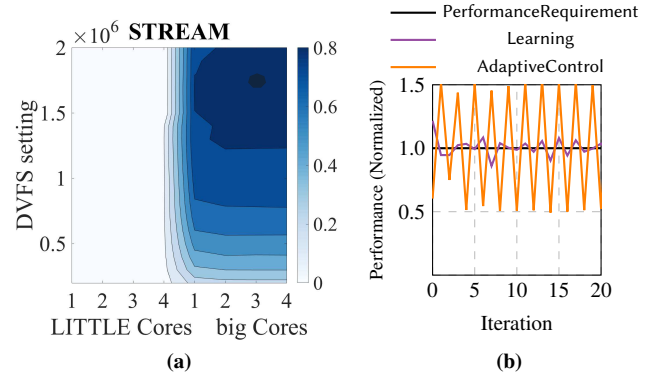 ×10⁶ STREAM
2
1.5
1
0.5
DVFS setting
1 2 3 4 1 2 3 4
LITTLE Cores big Cores
0.8
0.6
0.4
0.2
0
(a)
PerformanceRequirement
Learning
AdaptiveControl
Performance (Normalized)
1.5
1.0
0.5
0 5 10 15 20
Iteration
(b)